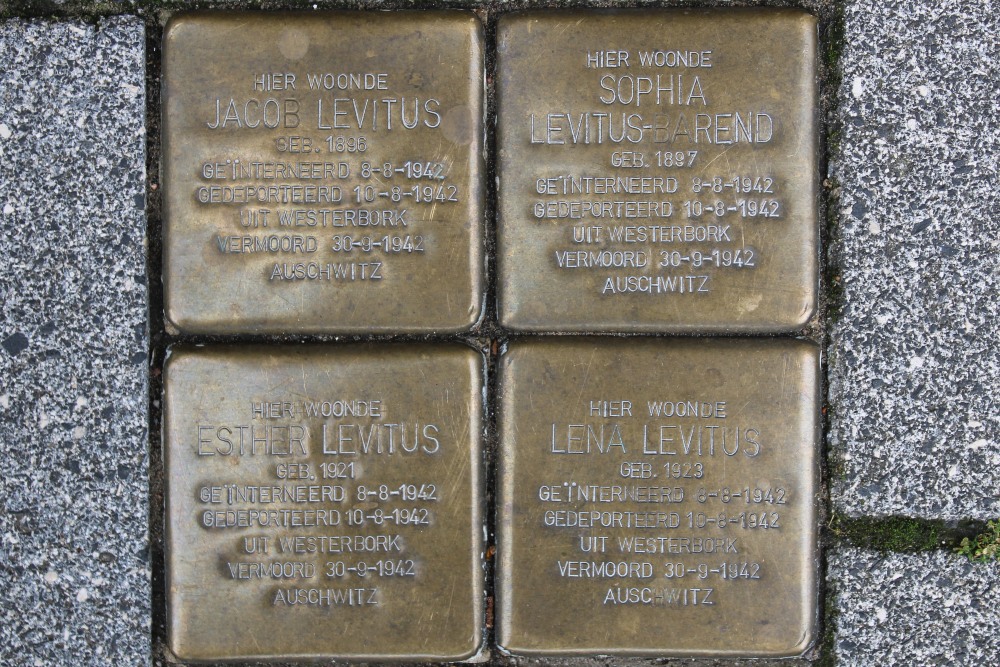 HIER WOONDE
JACOB LEVITUS
GEB. 1896
GEÏNTERNEERD 8-8-1942
GEDEPORTEERD 10-8-1942
UIT WESTERBORK
VERMOORD 30-9-1942
AUSCHWITZ
HIER WOONDE
SOPHIA
LEVITUS-BAREND
GEB. 1897
GEÏNTERNEERD 8-8-1942
GEDEPORTEERD 10-8-1942
UIT WESTERBORK
VERMOORD 30-9-1942
AUSCHWITZ
HIER WOONDE
ESTHER LEVITUS
GEB. 1921
GEÏNTERNEERD 8-8-1942
GEDEPORTEERD 10-8-1942
UIT WESTERBORK
VERMOORD 30-9-1942
AUSCHWITZ
HIER WOONDE
LENA LEVITUS
GEB. 1923
GEÏNTERNEERD 8-8-1942
GEDEPORTEERD 10-8-1942
UIT WESTERBORK
VERMOORD 30-9-1942
AUSCHWITZ